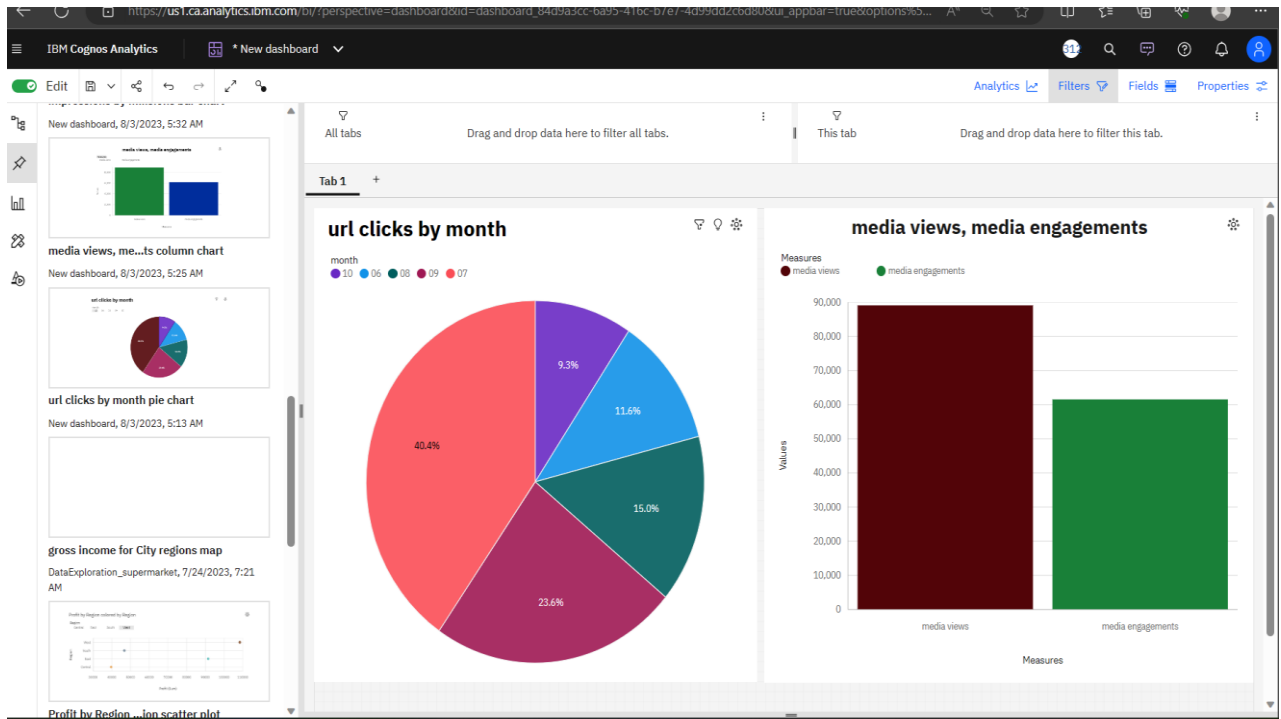 https://us1.ca.analytics.ibm.com/bi/?perspective=dashboard&id=dashboard_84d9a3cc-6a95-416c-b7e7-4d99dd2c6d80&ui_appbar=true&options%5...
IBM Cognos Analytics
* New dashboard
Edit
Analytics
Filters
Fields
Properties
New dashboard, 8/3/2023, 5:32 AM
media views, media engagements
media views, me...ts column chart
New dashboard, 8/3/2023, 5:25 AM
url clicks by month
url clicks by month pie chart
New dashboard, 8/3/2023, 5:13 AM
gross income for City regions map
DataExploration_supermarket, 7/24/2023, 7:21
AM
Profit by Region colored by Region
Profit by Region ...ion scatter plot
All tabs
Drag and drop data here to filter all tabs.
This tab
Drag and drop data here to filter this tab.
Tab 1
+
url clicks by month
month
10 06 08 09 07
9.3%
11.6%
15.0%
23.6%
40.4%
media views, media engagements
Measures
media views
media engagements
Values
90,000
80,000
70,000
60,000
50,000
40,000
30,000
20,000
10,000
0
media views
media engagements
Measures